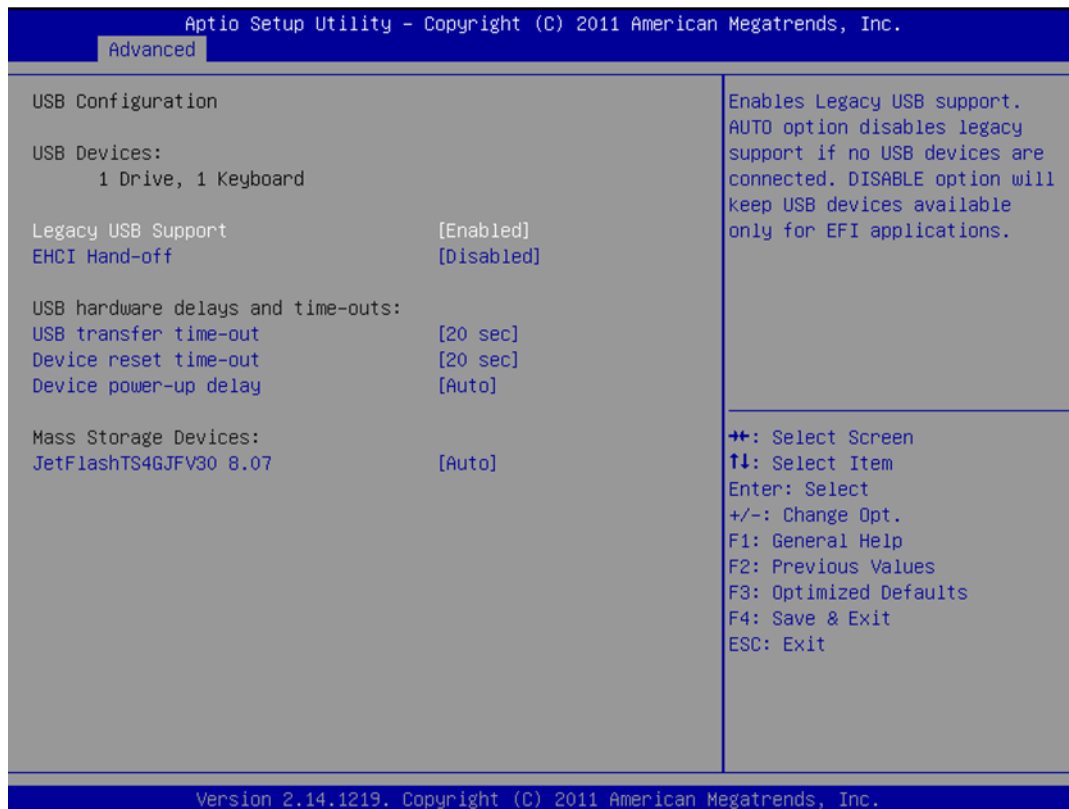 Aptio Setup Utility – Copyright (C) 2011 American Megatrends, Inc.
Advanced
USB Configuration
USB Devices:
1 Drive, 1 Keyboard
Legacy USB Support [Enabled]
EHCI Hand-off [Disabled]
USB hardware delays and time-outs:
USB transfer time-out [20 sec]
Device reset time-out [20 sec]
Device power-up delay [Auto]
Mass Storage Devices:
JetFlashTS4GJFV30 8.07 [Auto]
Enables Legacy USB support.
AUTO option disables legacy
support if no USB devices are
connected. DISABLE option will
keep USB devices available
only for EFI applications.
→←: Select Screen
↑↓: Select Item
Enter: Select
+/-: Change Opt.
F1: General Help
F2: Previous Values
F3: Optimized Defaults
F4: Save & Exit
ESC: Exit
Version 2.14.1219. Copyright (C) 2011 American Megatrends, Inc.